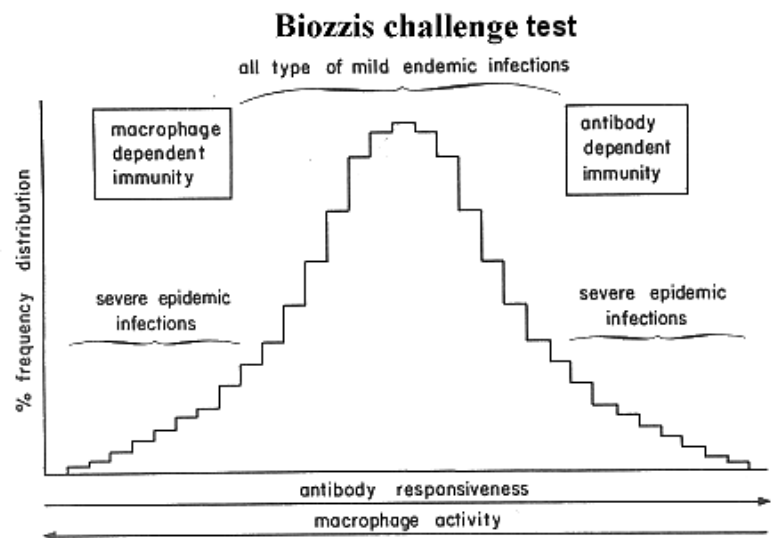 Biozzis challenge test
all type of mild endemic infections
macrophage
dependent
immunity
antibody
dependent
immunity
% frequency distribution
severe epidemic
infections
severe epidemic
infections
antibody responsiveness
macrophage activity